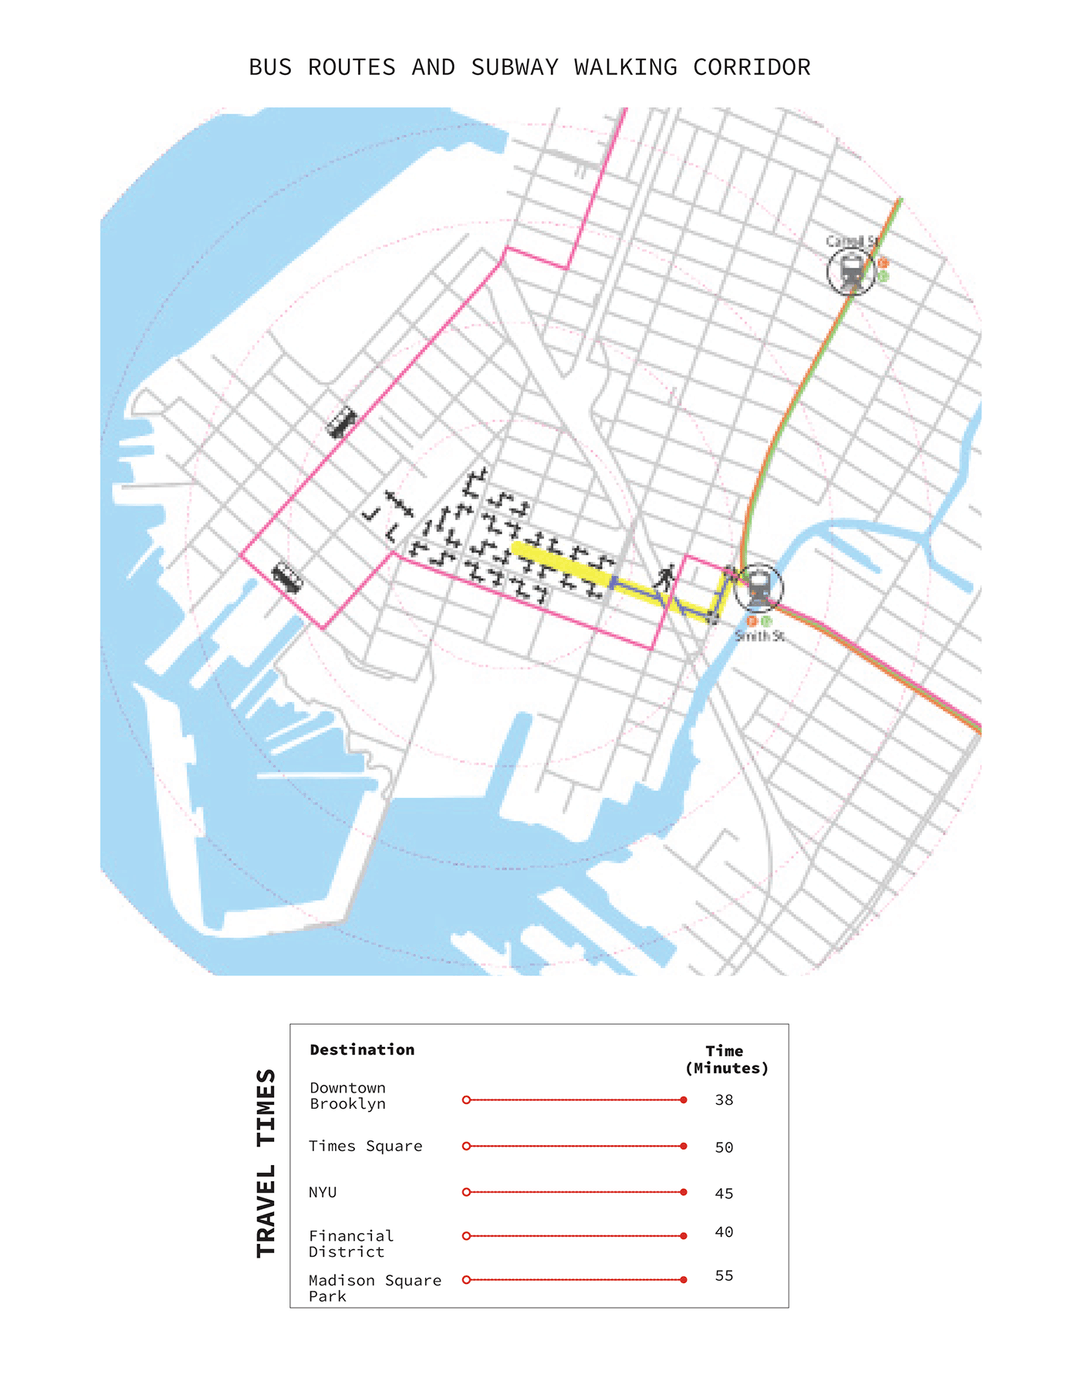 BUS ROUTES AND SUBWAY WALKING CORRIDOR
Carroll St
Smith St
TRAVEL TIMES
Destination
Time
(Minutes)
Downtown
Brooklyn
38
Times Square
50
NYU
45
Financial
District
40
Madison Square
Park
55